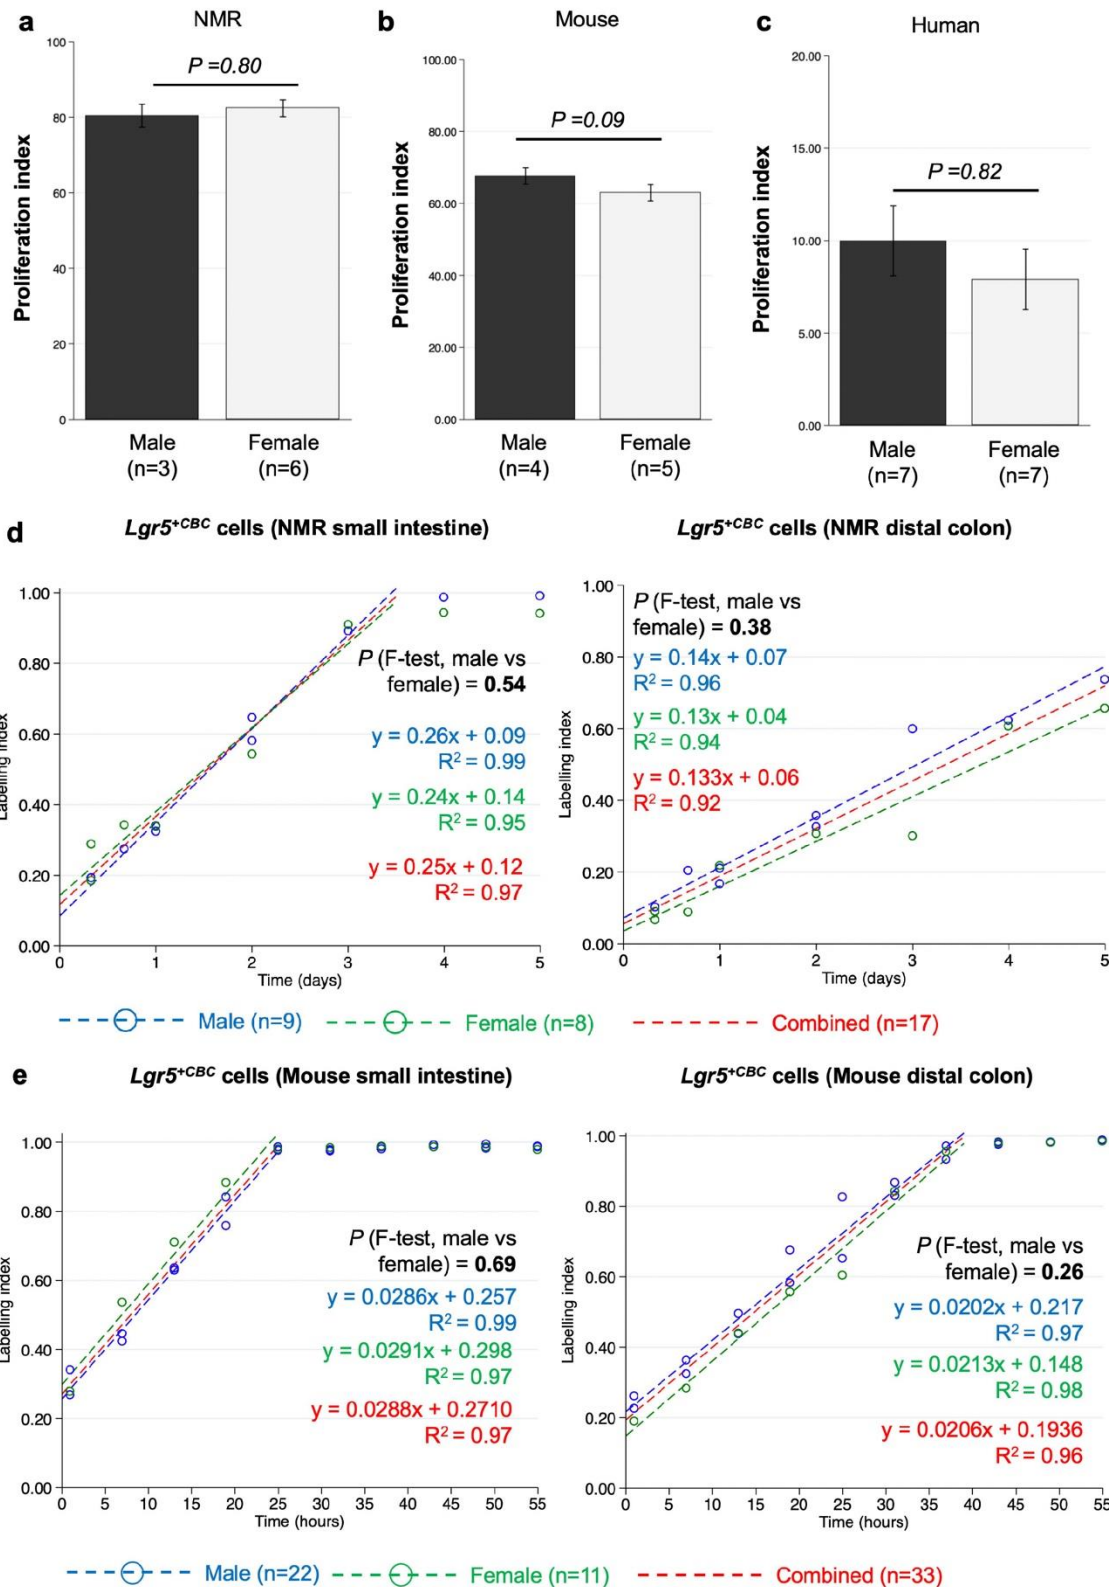 a
NMR
100
80
60
40
20
0
Proliferation index
P =0.80
Male
(n=3)
Female
(n=6)
b
Mouse
100.00
80.00
60.00
40.00
20.00
0.00
Proliferation index
P =0.09
Male
(n=4)
Female
(n=5)
c
Human
20.00
15.00
10.00
5.00
0.00
Proliferation index
P =0.82
Male
(n=7)
Female
(n=7)
d
Lgr5+CBC cells (NMR small intestine)
1.00
0.80
0.60
0.40
0.20
0.00
Labelling index
P (F-test, male vs
female) = 0.54
y = 0.26x + 0.09
R² = 0.99
y = 0.24x + 0.14
R² = 0.95
y = 0.25x + 0.12
R² = 0.97
0 1 2 3 4 5
Time (days)
Lgr5+CBC cells (NMR distal colon)
1.00
0.80
0.60
0.40
0.20
0.00
Labelling index
P (F-test, male vs
female) = 0.38
y = 0.14x + 0.07
R² = 0.96
y = 0.13x + 0.04
R² = 0.94
y = 0.133x + 0.06
R² = 0.92
0 1 2 3 4 5
Time (days)
Male (n=9) Female (n=8) Combined (n=17)
e
Lgr5+CBC cells (Mouse small intestine)
1.00
0.80
0.60
0.40
0.20
0.00
Labelling index
P (F-test, male vs
female) = 0.69
y = 0.0286x + 0.257
R² = 0.99
y = 0.0291x + 0.298
R² = 0.97
y = 0.0288x + 0.2710
R² = 0.97
0 5 10 15 20 25 30 35 40 45 50 55
Time (hours)
Lgr5+CBC cells (Mouse distal colon)
1.00
0.80
0.60
0.40
0.20
0.00
Labelling index
P (F-test, male vs
female) = 0.26
y = 0.0202x + 0.217
R² = 0.97
y = 0.0213x + 0.148
R² = 0.98
y = 0.0206x + 0.1936
R² = 0.96
0 5 10 15 20 25 30 35 40 45 50 55
Time (hours)
Male (n=22) Female (n=11) Combined (n=33)